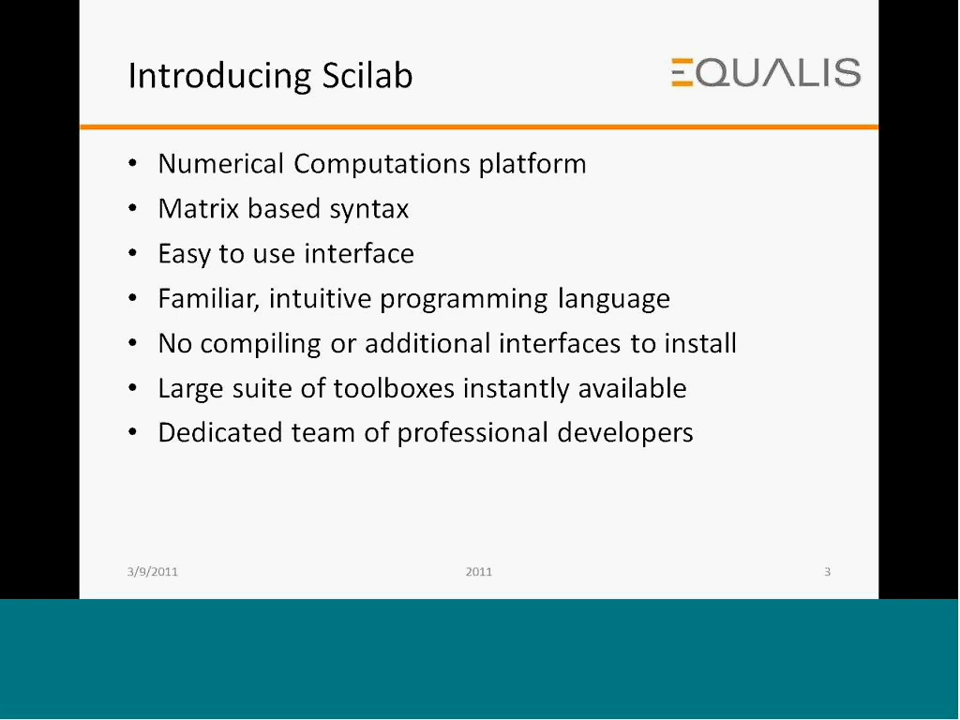 Introducing Scilab
EQUALIS
• Numerical Computations platform
• Matrix based syntax
• Easy to use interface
• Familiar, intuitive programming language
• No compiling or additional interfaces to install
• Large suite of toolboxes instantly available
• Dedicated team of professional developers
3/9/2011
2011
3